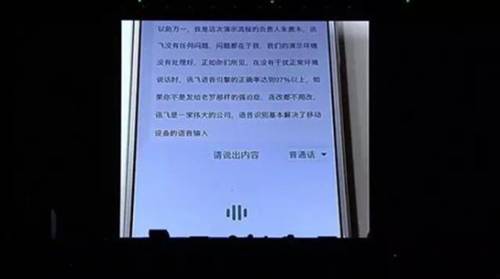 以防万一，我是这次演示流程的负责人朱萧木，讯
飞没有任何问题，问题都在于我，我们的演示环境
没有处理好，正如你们所见，在没有干扰正常环境
说话时，讯飞语音引擎的正确率达到97%以上，如
果你不是发给老罗那样的强迫症，连改都不用改，
讯飞是一家伟大的公司，语音识别基本解决了移动
设备的语音输入
请说出内容 普通话